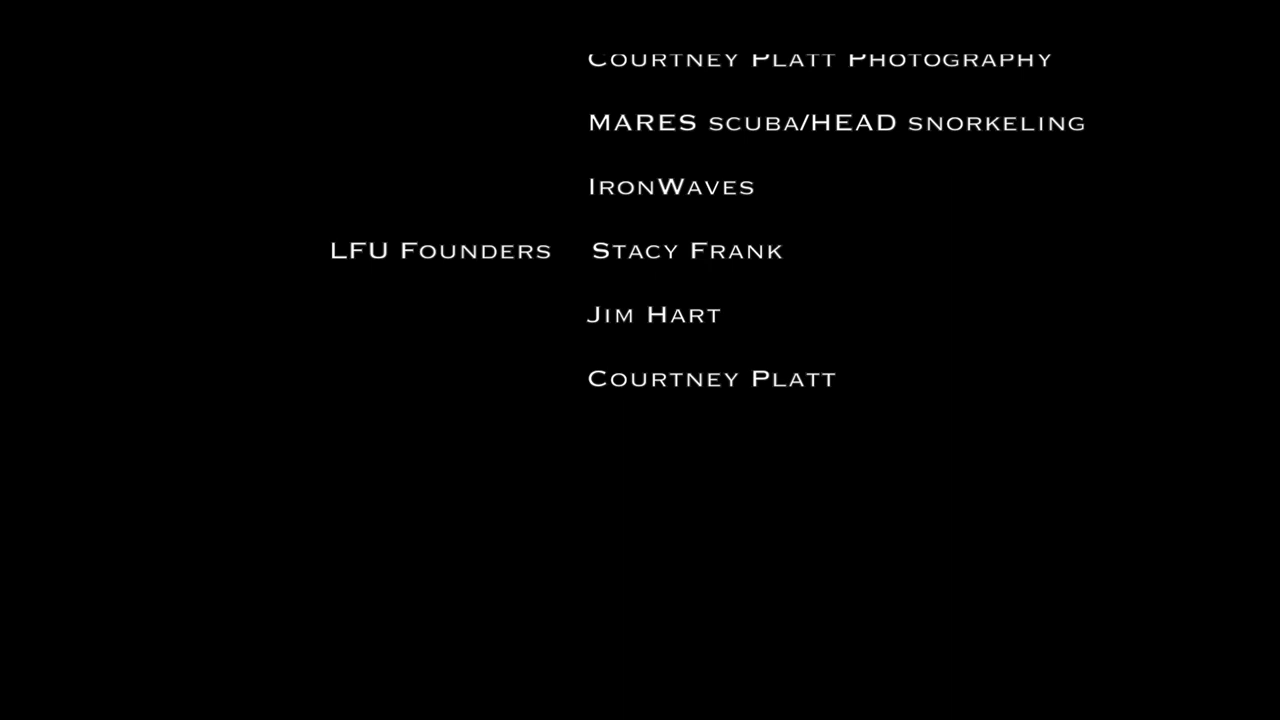 Courtney Platt Photography
MARES scuba/HEAD snorkeling
IronWaves
LFU Founders Stacy Frank
Jim Hart
Courtney Platt